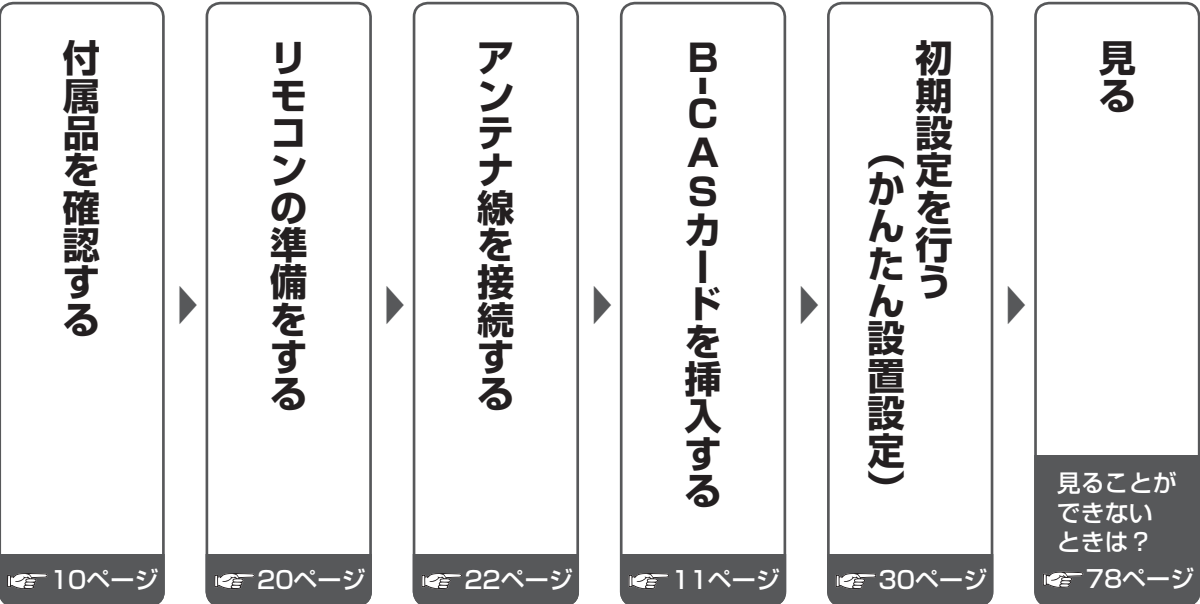 付属品を確認する
10ページ
リモコンの準備をする
20ページ
アンテナ線を接続する
22ページ
B-CASカードを挿入する
11ページ
初期設定を行う
(かんたん設置設定)
30ページ
見る
見ることが
できない
ときは?
78ページ